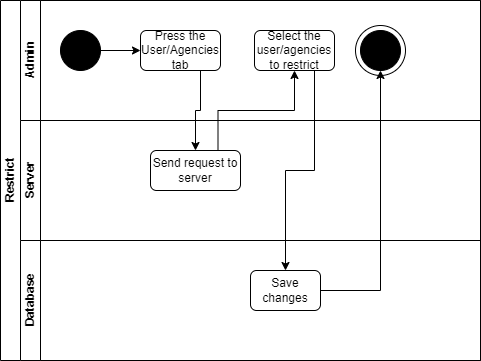 Restrict
Admin
Press the
User/Agencies
tab
Select the
user/agencies
to restrict
Server
Send request to
server
Database
Save
changes